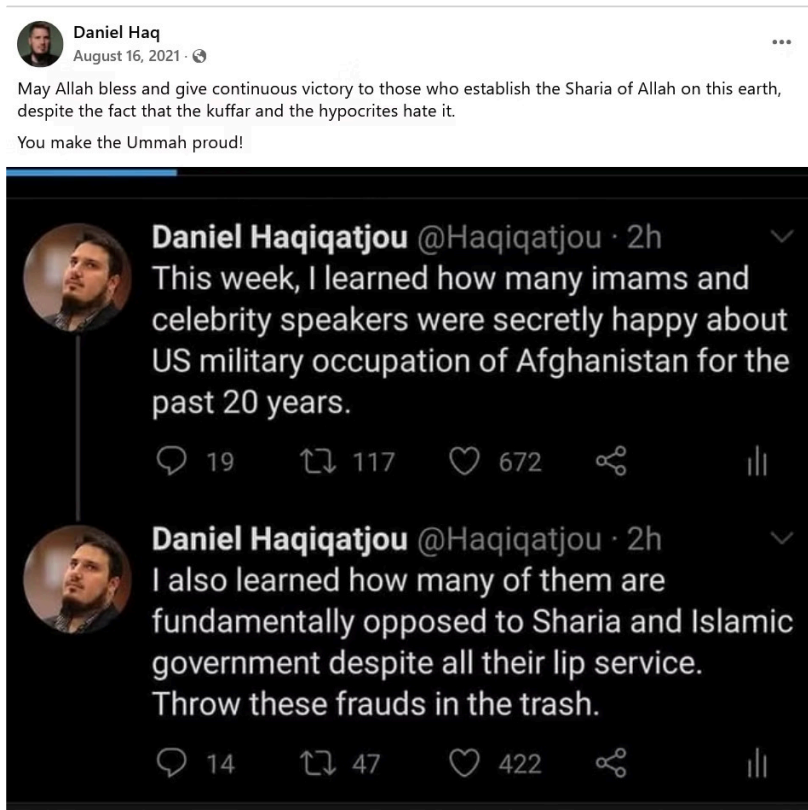 Daniel Haq
August 16, 2021 ·
May Allah bless and give continuous victory to those who establish the Sharia of Allah on this earth,
despite the fact that the kuffar and the hypocrites hate it.
You make the Ummah proud!
Daniel Haqiqatjou @Haqiqatjou · 2h
This week, I learned how many imams and
celebrity speakers were secretly happy about
US military occupation of Afghanistan for the
past 20 years.
19 117 672
Daniel Haqiqatjou @Haqiqatjou · 2h
I also learned how many of them are
fundamentally opposed to Sharia and Islamic
government despite all their lip service.
Throw these frauds in the trash.
14 47 422